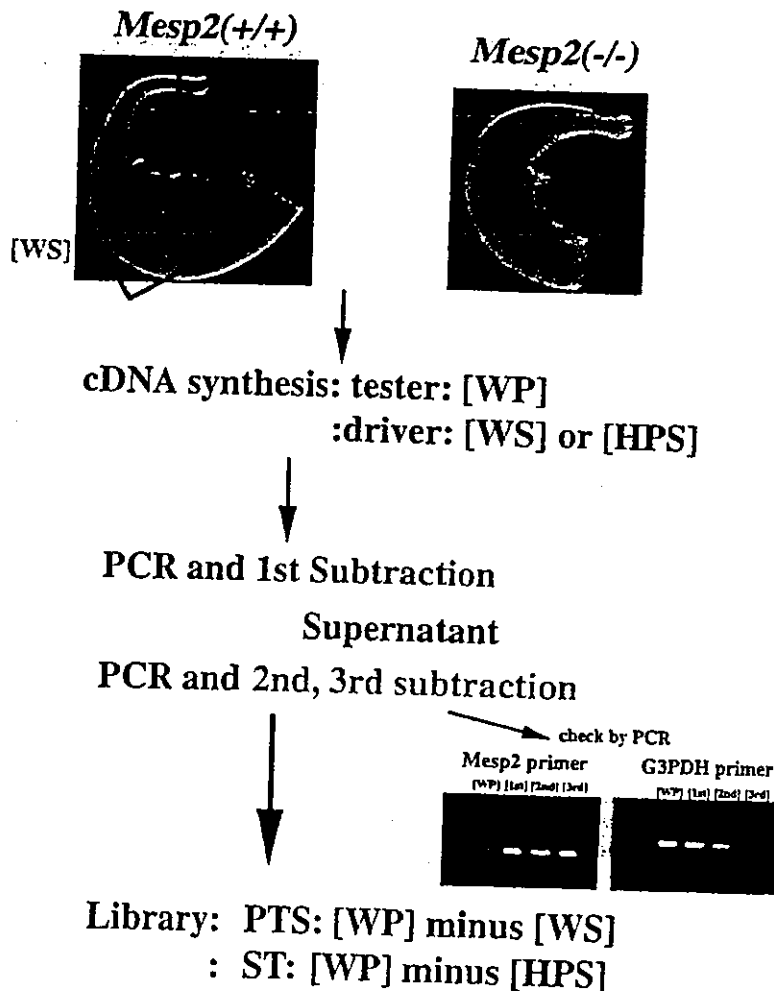 Mesp2(+/+)
Mesp2(-/-)
[WS]
cDNA synthesis: tester: [WP]
:driver: [WS] or [HPS]
PCR and 1st Subtraction
Supernatant
PCR and 2nd, 3rd subtraction
check by PCR
Mesp2 primer
[WP] [1st] [2nd] [3rd]
G3PDH primer
[WP] [1st] [2nd] [3rd]
Library: PTS: [WP] minus [WS]
: ST: [WP] minus [HPS]